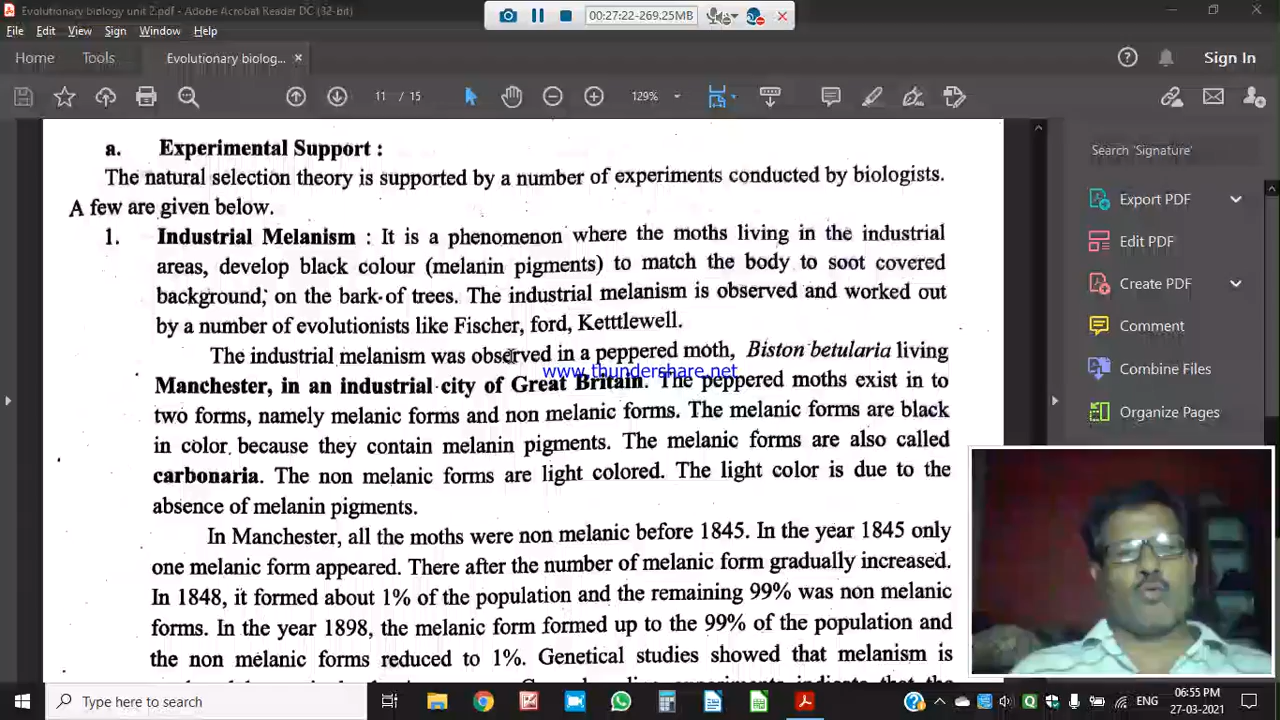 Evolutionary biology unit 2.pdf - Adobe Acrobat Reader DC (32-bit)
00:27:22-269.25MB
File Edit View Sign Window Help
Home Tools Evolutionary biolog... × Sign In
11 / 15 129%
a. Experimental Support :
The natural selection theory is supported by a number of experiments conducted by biologists.
A few are given below.
1. Industrial Melanism : It is a phenomenon where the moths living in the industrial
areas, develop black colour (melanin pigments) to match the body to soot covered
background, on the bark of trees. The industrial melanism is observed and worked out
by a number of evolutionists like Fischer, ford, Ketttlewell.
The industrial melanism was observed in a peppered moth, Biston betularia living
www.thundershare.net
Manchester, in an industrial city of Great Britain. The peppered moths exist in to
two forms, namely melanic forms and non melanic forms. The melanic forms are black
in color because they contain melanin pigments. The melanic forms are also called
carbonaria. The non melanic forms are light colored. The light color is due to the
absence of melanin pigments.
In Manchester, all the moths were non melanic before 1845. In the year 1845 only
one melanic form appeared. There after the number of melanic form gradually increased.
In 1848, it formed about 1% of the population and the remaining 99% was non melanic
forms. In the year 1898, the melanic form formed up to the 99% of the population and
the non melanic forms reduced to 1%. Genetical studies showed that melanism is
Search 'Signature'
Export PDF
Edit PDF
Create PDF
Comment
Combine Files
Organize Pages
Type here to search
ENG
06:55 PM
27-03-2021